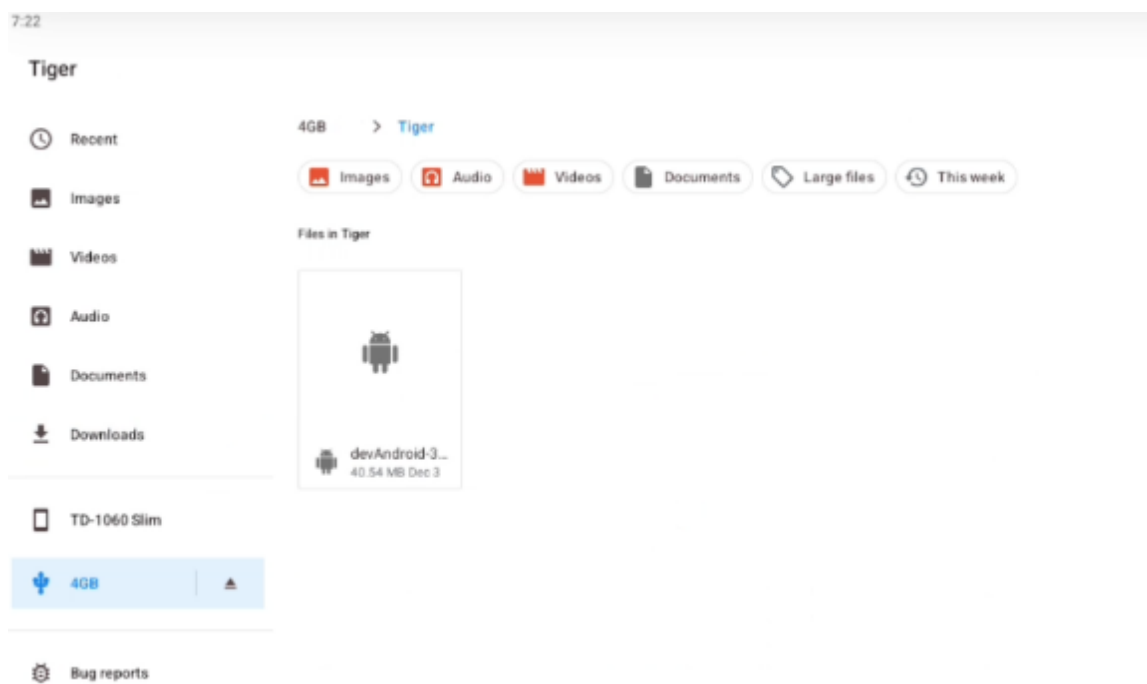 7:22
Tiger
Recent
Images
Videos
Audio
Documents
Downloads
TD-1060 Slim
4GB
Bug reports
4GB > Tiger
Images Audio Videos Documents Large files This week
Files in Tiger
devAndroid-3...
40.54 MB Dec 3